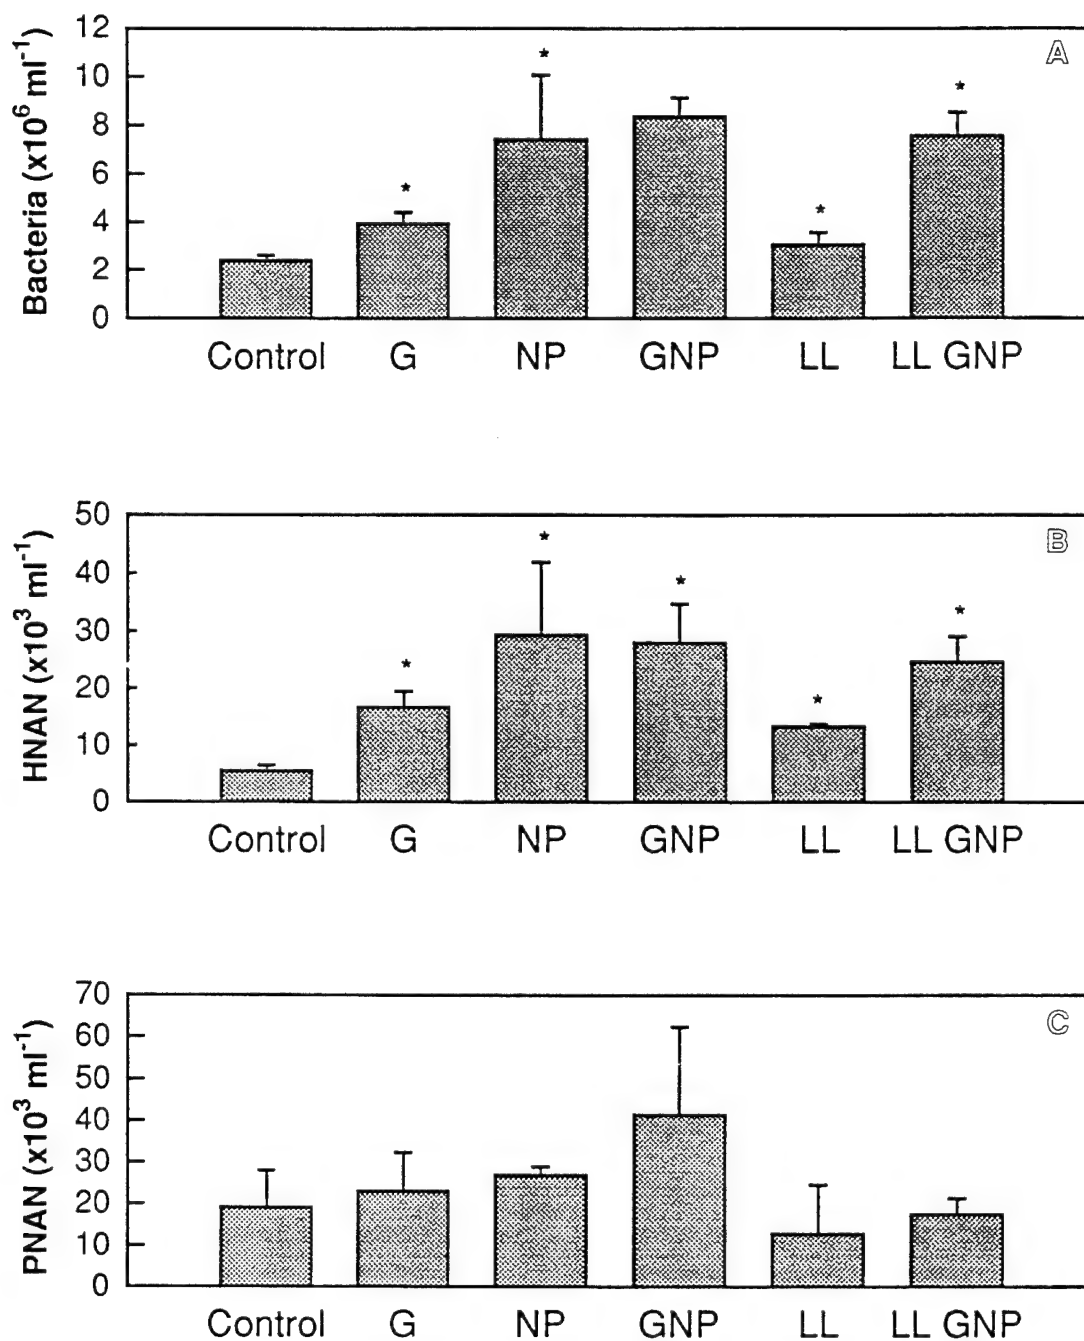 A
Bacteria (x10⁶ ml⁻¹)
12
10
8
6
4
2
0
* * * *
*
Control G NP GNP LL LL GNP
B
HNAN (x10³ ml⁻¹)
50
40
30
20
10
0
* * * * *
Control G NP GNP LL LL GNP
C
PNAN (x10³ ml⁻¹)
70
60
50
40
30
20
10
0
Control G NP GNP LL LL GNP